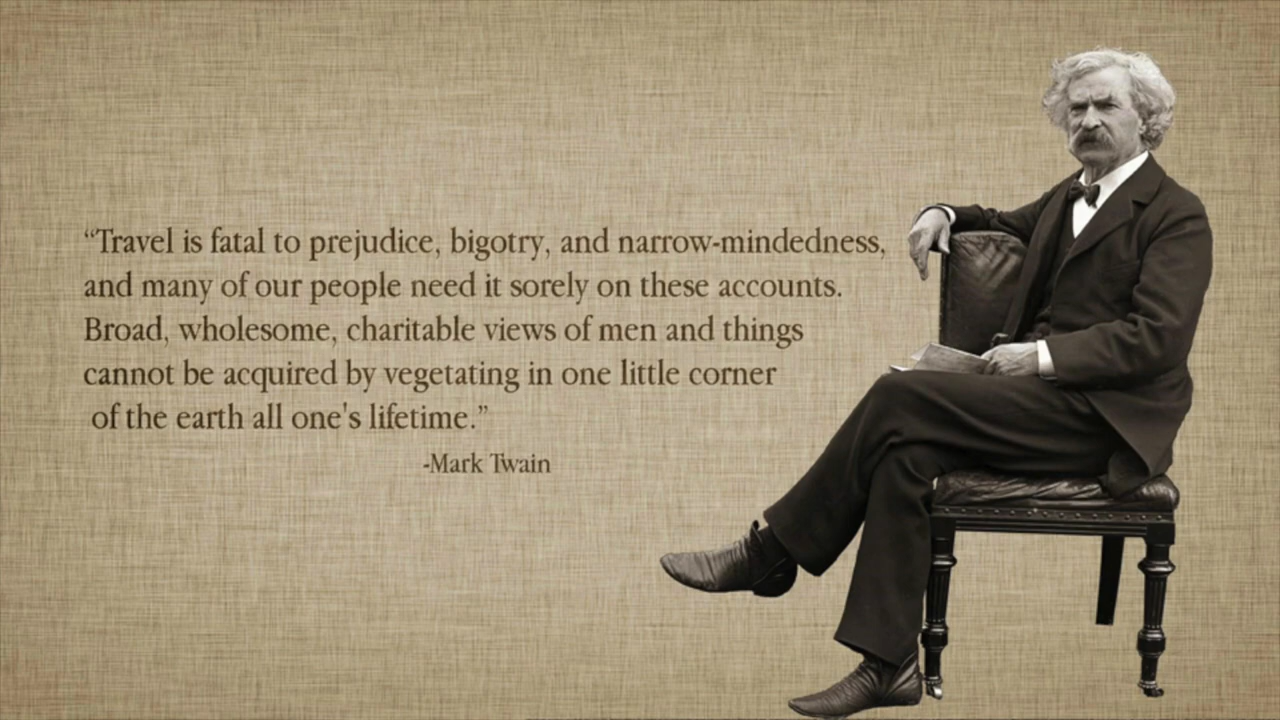 “Travel is fatal to prejudice, bigotry, and narrow-mindedness,
and many of our people need it sorely on these accounts.
Broad, wholesome, charitable views of men and things
cannot be acquired by vegetating in one little corner
of the earth all one's lifetime.”
-Mark Twain